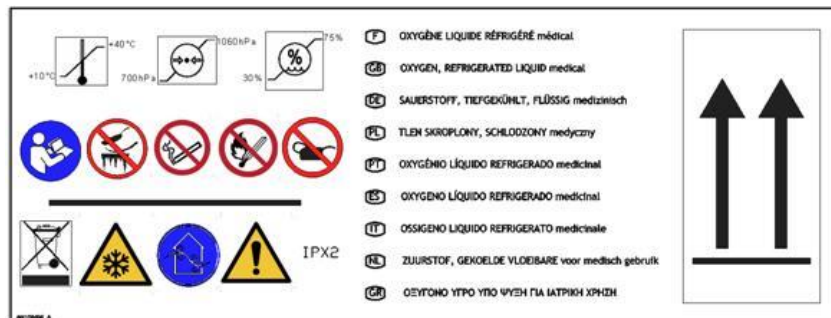 +10°C
+40°C
700hPa
1060hPa
30%
%
75%
IPX2
F OXYGÈNE LIQUIDE RÉFRIGÉRÉ médical
GB OXYGEN, REFRIGERATED LIQUID medical
DE SAUERSTOFF, TIEFGEKÜHLT, FLÜSSIG medizinisch
PL TLEN SKROPLONY, SCHLODZONY medyczny
PT OXYGÉNIO LÍQUIDO REFRIGERADO medicinal
ES OXYGENO LÍQUIDO REFRIGERADO medicinal
IT OSSIGENO LIQUIDO REFRIGERATO medicinale
NL ZUURSTOF, GEKOELDE VLOEIBARE voor medisch gebruik
GR ΟΞΥΓΟΝΟ ΥΓΡΟ ΥΠΟ ΨΥΞΗ ΓΙΑ ΙΑΤΡΙΚΗ ΧΡΗΣΗ